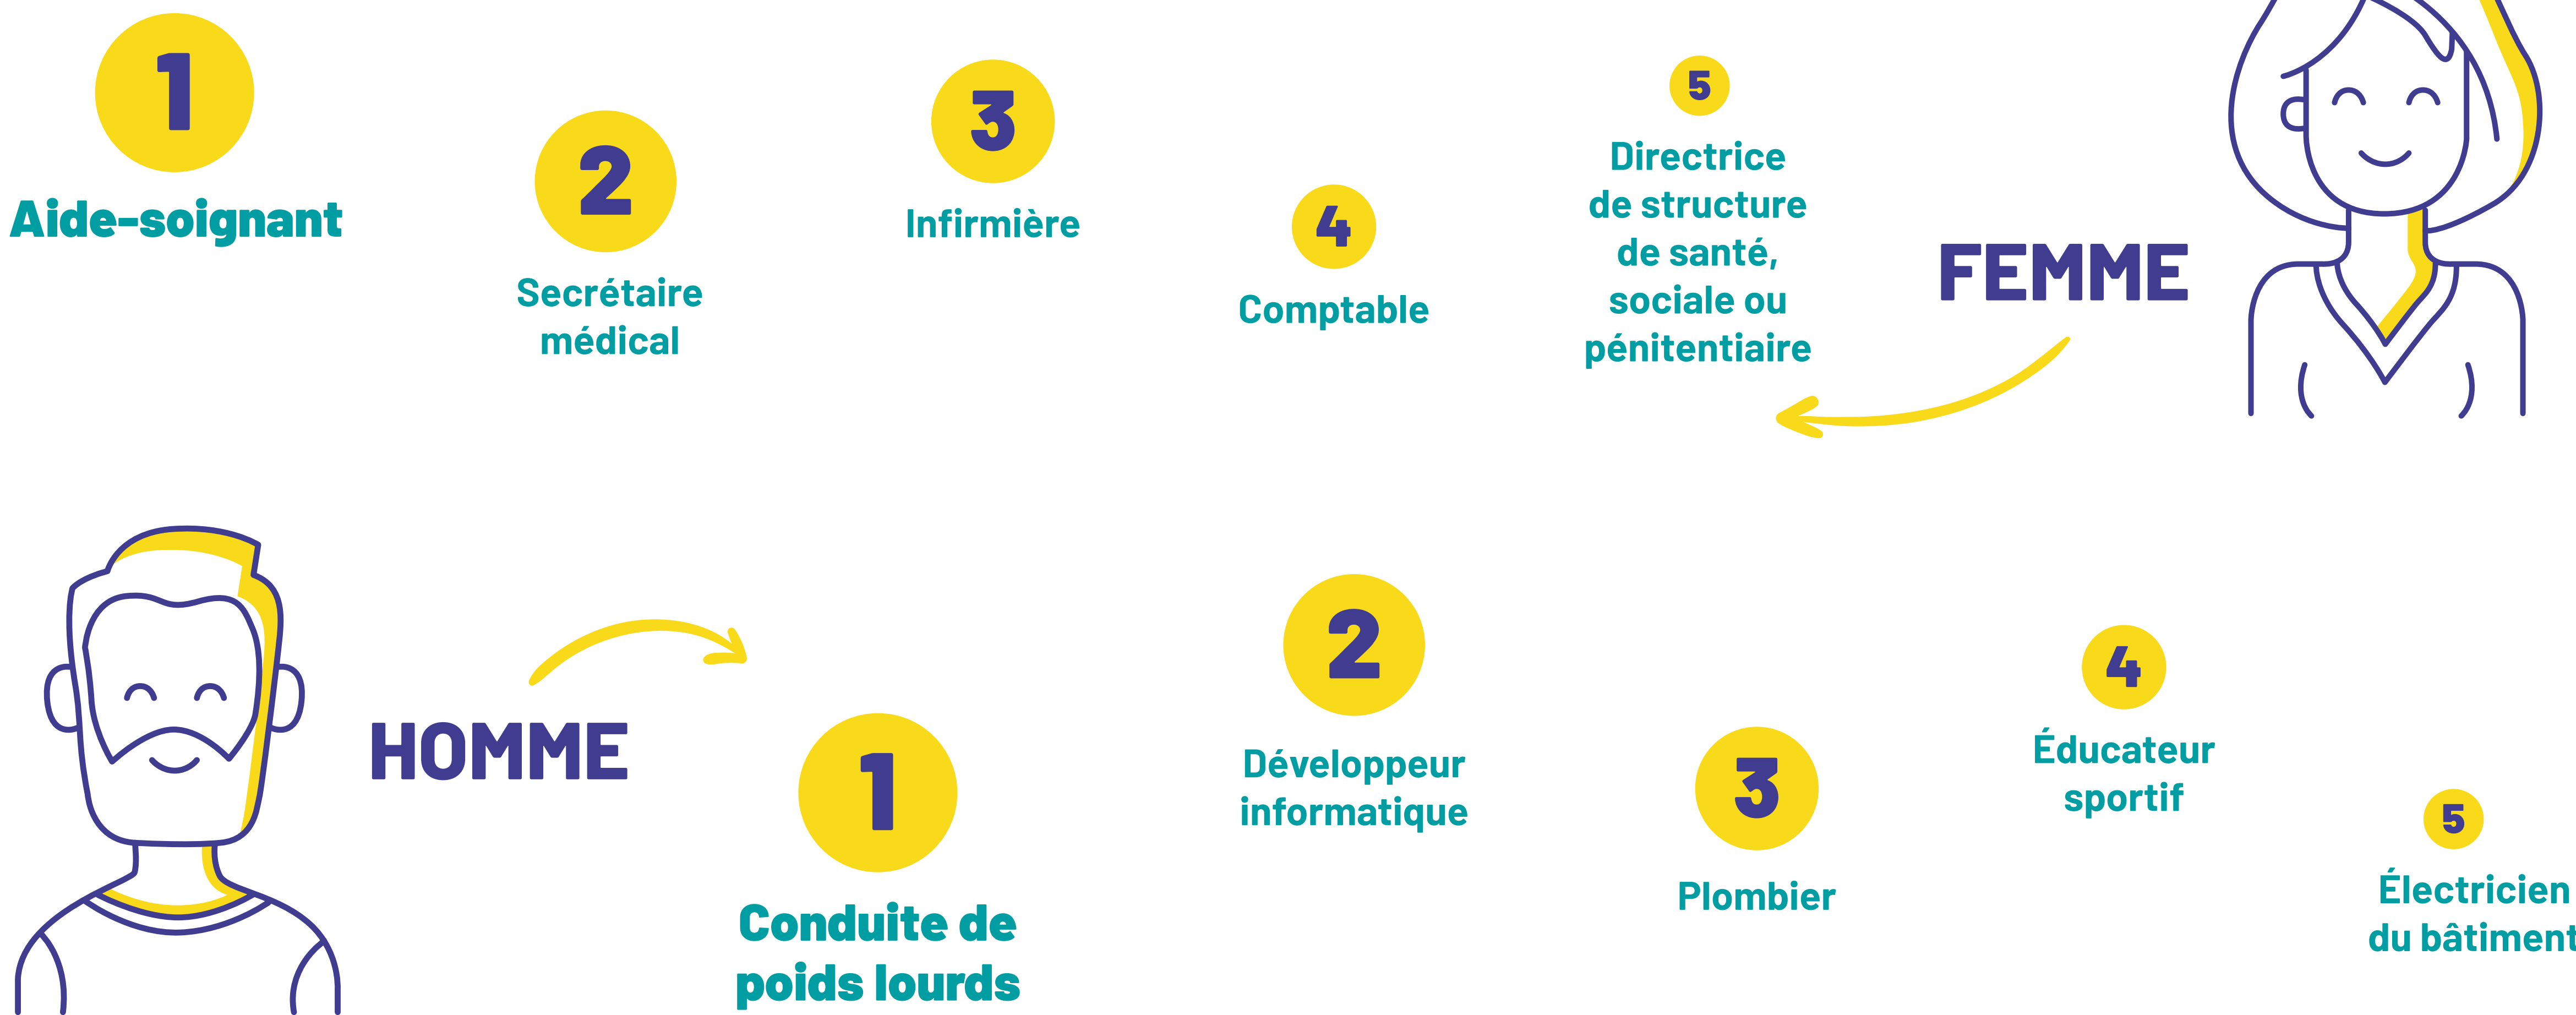 1
Aide-soignant
2
Secrétaire
médical
3
Infirmière
4
Comptable
5
Directrice
de structure
de santé,
sociale ou
pénitentiaire
FEMME
HOMME
1
Conduite de
poids lourds
2
Développeur
informatique
3
Plombier
4
Éducateur
sportif
5
Électricien
du bâtiment